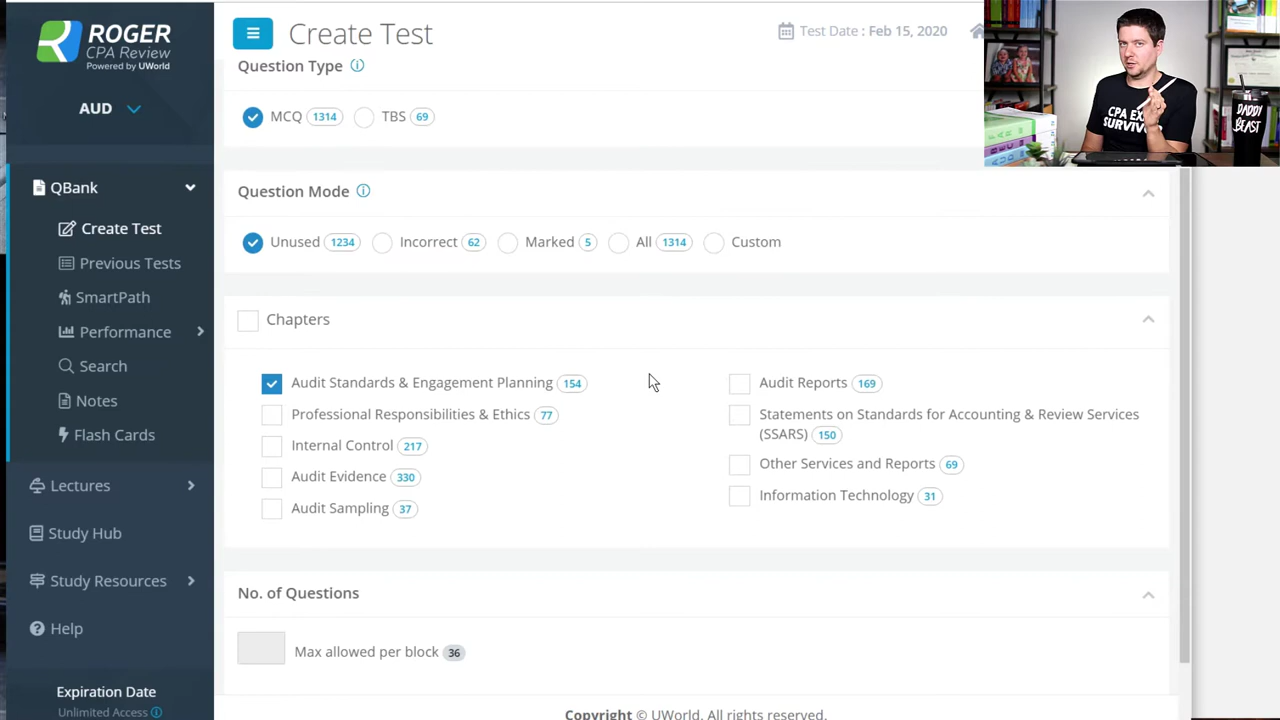 ROGER
CPA Review
Powered by UWorld
AUD
QBank
Create Test
Previous Tests
SmartPath
Performance
Search
Notes
Flash Cards
Lectures
Study Hub
Study Resources
Help
Expiration Date
Unlimited Access
Create Test
Test Date : Feb 15, 2020
Question Type
MCQ 1314 TBS 69
Question Mode
Unused 1234 Incorrect 62 Marked 5 All 1314 Custom
Chapters
Audit Standards & Engagement Planning 154
Professional Responsibilities & Ethics 77
Internal Control 217
Audit Evidence 330
Audit Sampling 37
Audit Reports 169
Statements on Standards for Accounting & Review Services
(SSARS) 150
Other Services and Reports 69
Information Technology 31
No. of Questions
Max allowed per block 36
Copyright © UWorld. All rights reserved.
CPA EX
SURVIV
DADDY
BEAST